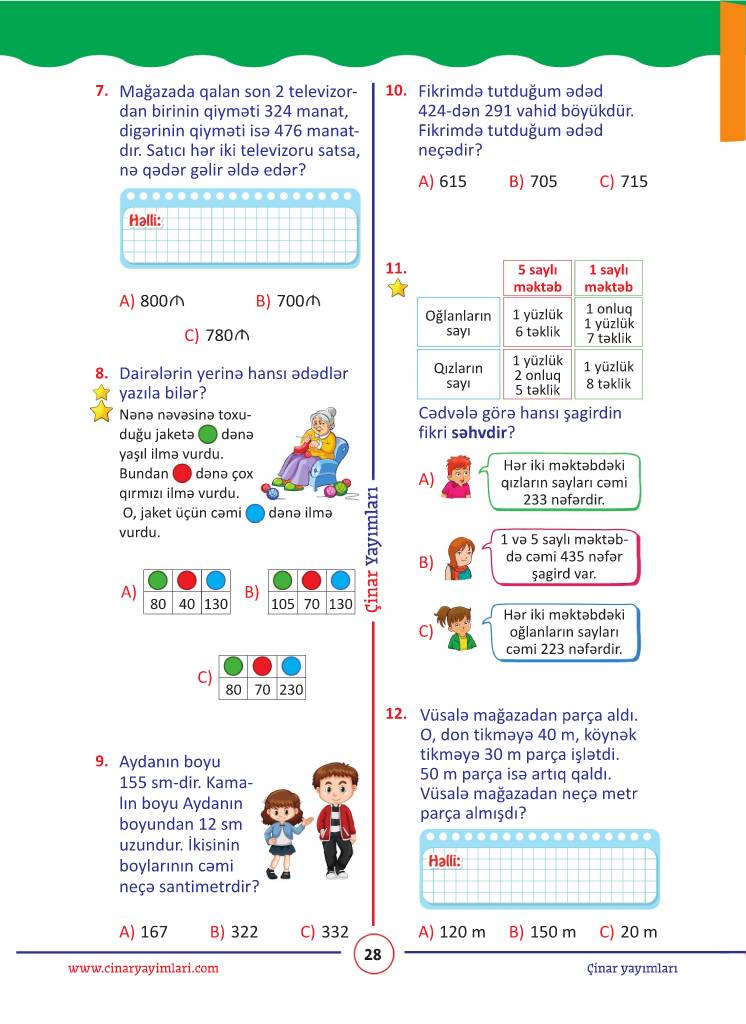 7. Mağazada qalan son 2 televizor-
dan birinin qiyməti 324 manat,
digərinin qiyməti isə 476 manat-
dır. Satıcı hər iki televizoru satsa,
nə qədər gəlir əldə edər?
Həlli:
A) 800₼ B) 700₼
C) 780₼
8. Dairələrin yerinə hansı ədədlər
yazıla bilər?
Nənə nəvəsinə toxu-
duğu jaketə dənə
yaşıl ilmə vurdu.
Bundan dənə çox
qırmızı ilmə vurdu.
O, jaket üçün cəmi dənə ilmə
vurdu.
A) 80 40 130 B) 105 70 130
C) 80 70 230
9. Aydanın boyu
155 sm-dir. Kama-
lın boyu Aydanın
boyundan 12 sm
uzundur. İkisinin
boylarının cəmi
neçə santimetrdir?
A) 167 B) 322 C) 332
Çinar Yayımları
10. Fikrimdə tutduğum ədəd
424-dən 291 vahid böyükdür.
Fikrimdə tutduğum ədəd
neçədir?
A) 615 B) 705 C) 715
11.
5 saylı məktəb 1 saylı məktəb
Oğlanların sayı 1 yüzlük 6 təklik 1 onluq 1 yüzlük 7 təklik
Qızların sayı 1 yüzlük 2 onluq 5 təklik 1 yüzlük 8 təklik
Cədvələ görə hansı şagirdin
fikri səhvdir?
A) Hər iki məktəbdəki
qızların sayları cəmi
233 nəfərdir.
B) 1 və 5 saylı məktəb-
də cəmi 435 nəfər
şagird var.
C) Hər iki məktəbdəki
oğlanların sayları
cəmi 223 nəfərdir.
12. Vüsalə mağazadan parça aldı.
O, don tikməyə 40 m, köynək
tikməyə 30 m parça işlətdi.
50 m parça isə artıq qaldı.
Vüsalə mağazadan neçə metr
parça almışdı?
Həlli:
A) 120 m B) 150 m C) 20 m
www.cinaryayimlari.com
28
Çinar yayımları